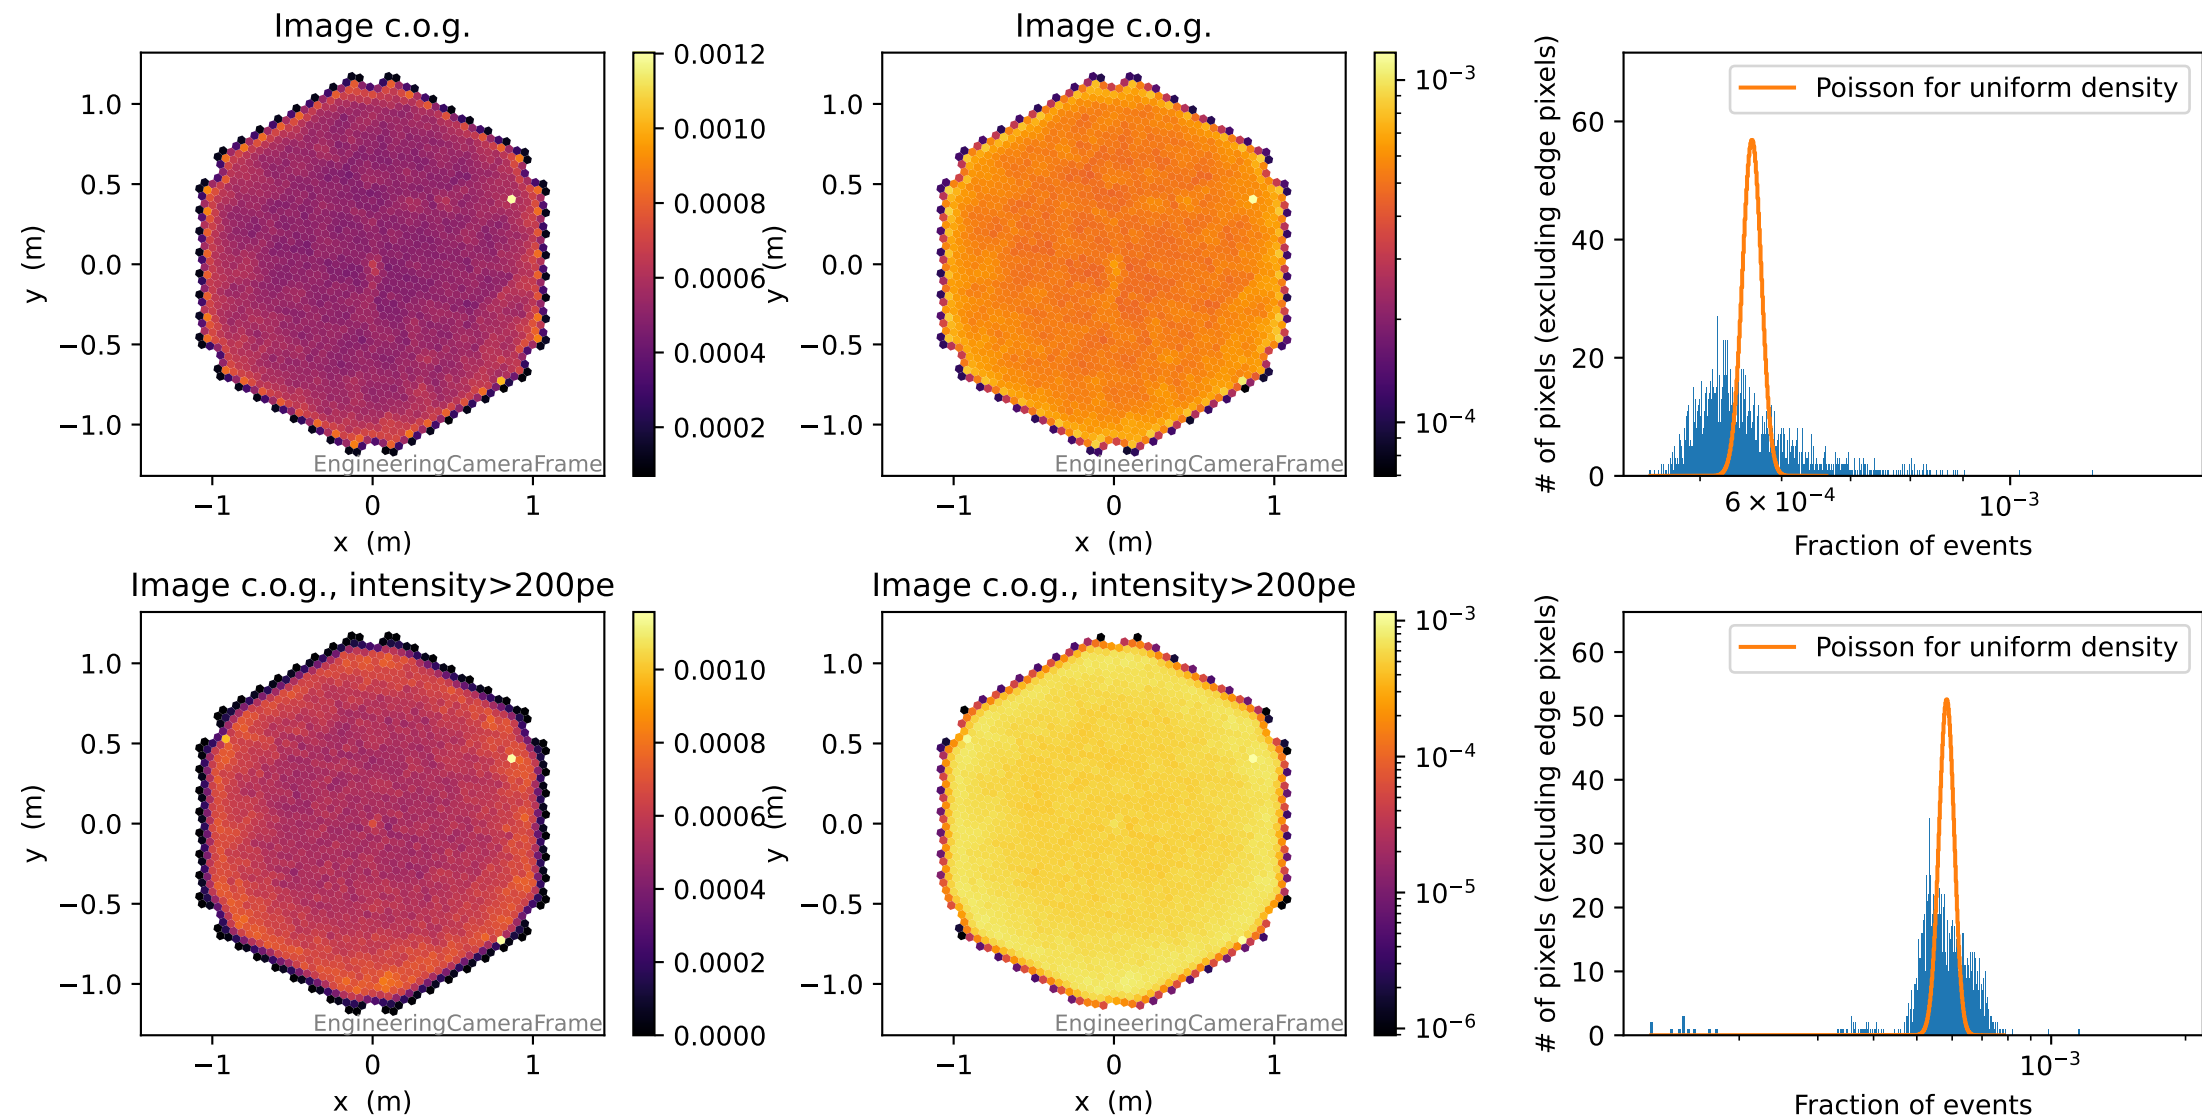 Image c.o.g.
y (m)
1.0
0.5
0.0
−0.5
−1.0
EngineeringCameraFrame
−1
0
1
x (m)
0.0012
0.0010
0.0008
0.0006
0.0004
0.0002
Image c.o.g.
y (m)
1.0
0.5
0.0
−0.5
−1.0
EngineeringCameraFrame
−1
0
1
x (m)
10⁻³
10⁻⁴
# of pixels (excluding edge pixels)
60
40
20
0
Poisson for uniform density
6 × 10⁻⁴
10⁻³
Fraction of events
Image c.o.g., intensity>200pe
y (m)
1.0
0.5
0.0
−0.5
−1.0
EngineeringCameraFrame
−1
0
1
x (m)
0.0010
0.0008
0.0006
0.0004
0.0002
0.0000
Image c.o.g., intensity>200pe
y (m)
1.0
0.5
0.0
−0.5
−1.0
EngineeringCameraFrame
−1
0
1
x (m)
10⁻³
10⁻⁴
10⁻⁵
10⁻⁶
# of pixels (excluding edge pixels)
60
50
40
30
20
10
0
Poisson for uniform density
10⁻³
Fraction of events